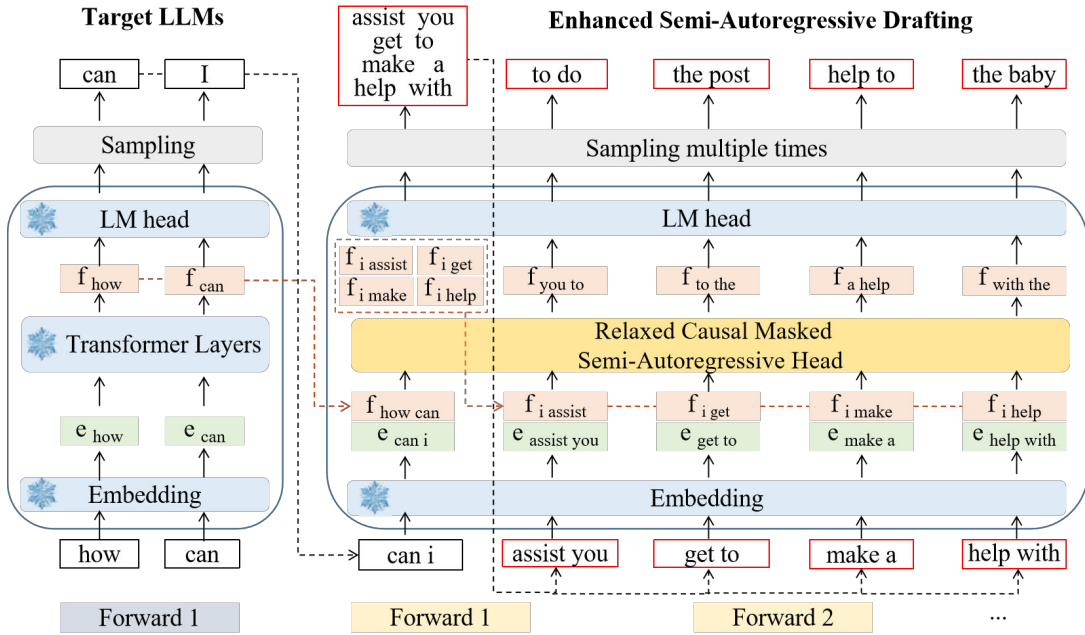 Target LLMs
Enhanced Semi-Autoregressive Drafting
assist you
get to
make a
help with
can
I
to do
the post
help to
the baby
Sampling
Sampling multiple times
LM head
LM head
f how
f can
f i assist
f i get
f i make
f i help
f you to
f to the
f a help
f with the
Transformer Layers
Relaxed Causal Masked
Semi-Autoregressive Head
f how can
f i assist
f i get
f i make
f i help
e how
e can
e can i
e assist you
e get to
e make a
e help with
Embedding
Embedding
how
can
can i
assist you
get to
make a
help with
Forward 1
Forward 1
Forward 2
...